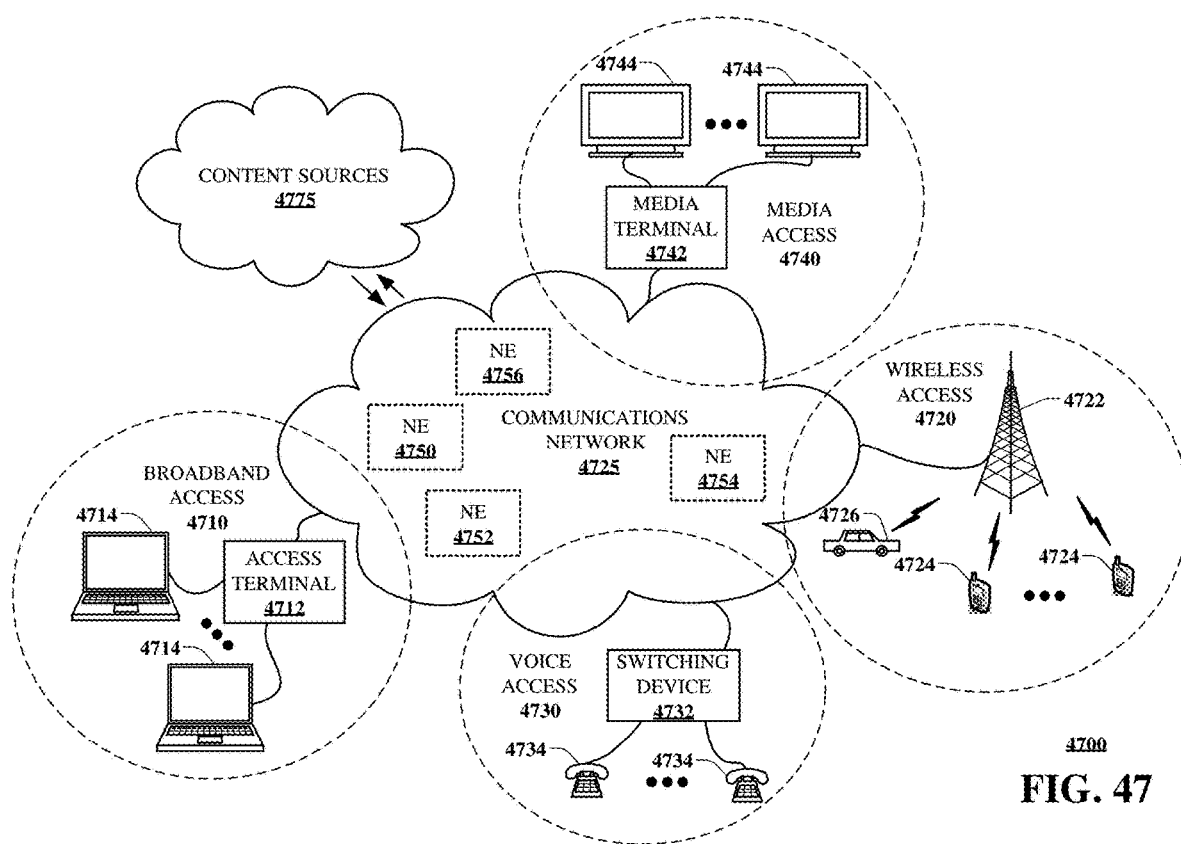 4744
4744
CONTENT SOURCES
4775
MEDIA
TERMINAL
4742
MEDIA
ACCESS
4740
NE
4756
COMMUNICATIONS
NETWORK
4725
NE
4750
NE
4754
NE
4752
WIRELESS
ACCESS
4720
4722
4726
4724
4724
BROADBAND
ACCESS
4710
4714
ACCESS
TERMINAL
4712
4714
VOICE
ACCESS
4730
SWITCHING
DEVICE
4732
4734
4734
4700
FIG. 47